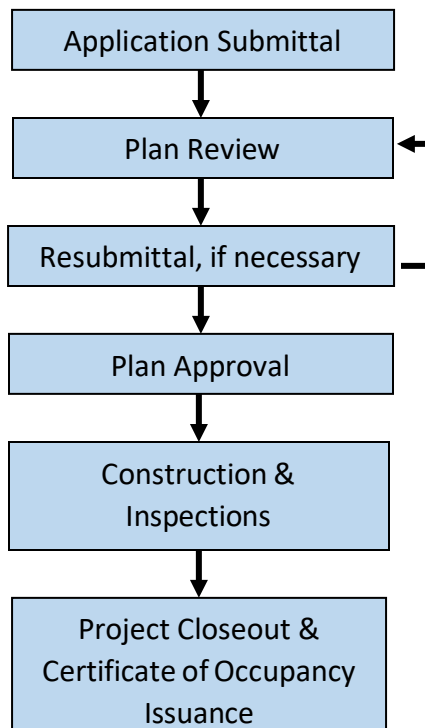 Application Submittal
Plan Review
Resubmittal, if necessary
Plan Approval
Construction &
Inspections
Project Closeout &
Certificate of Occupancy
Issuance